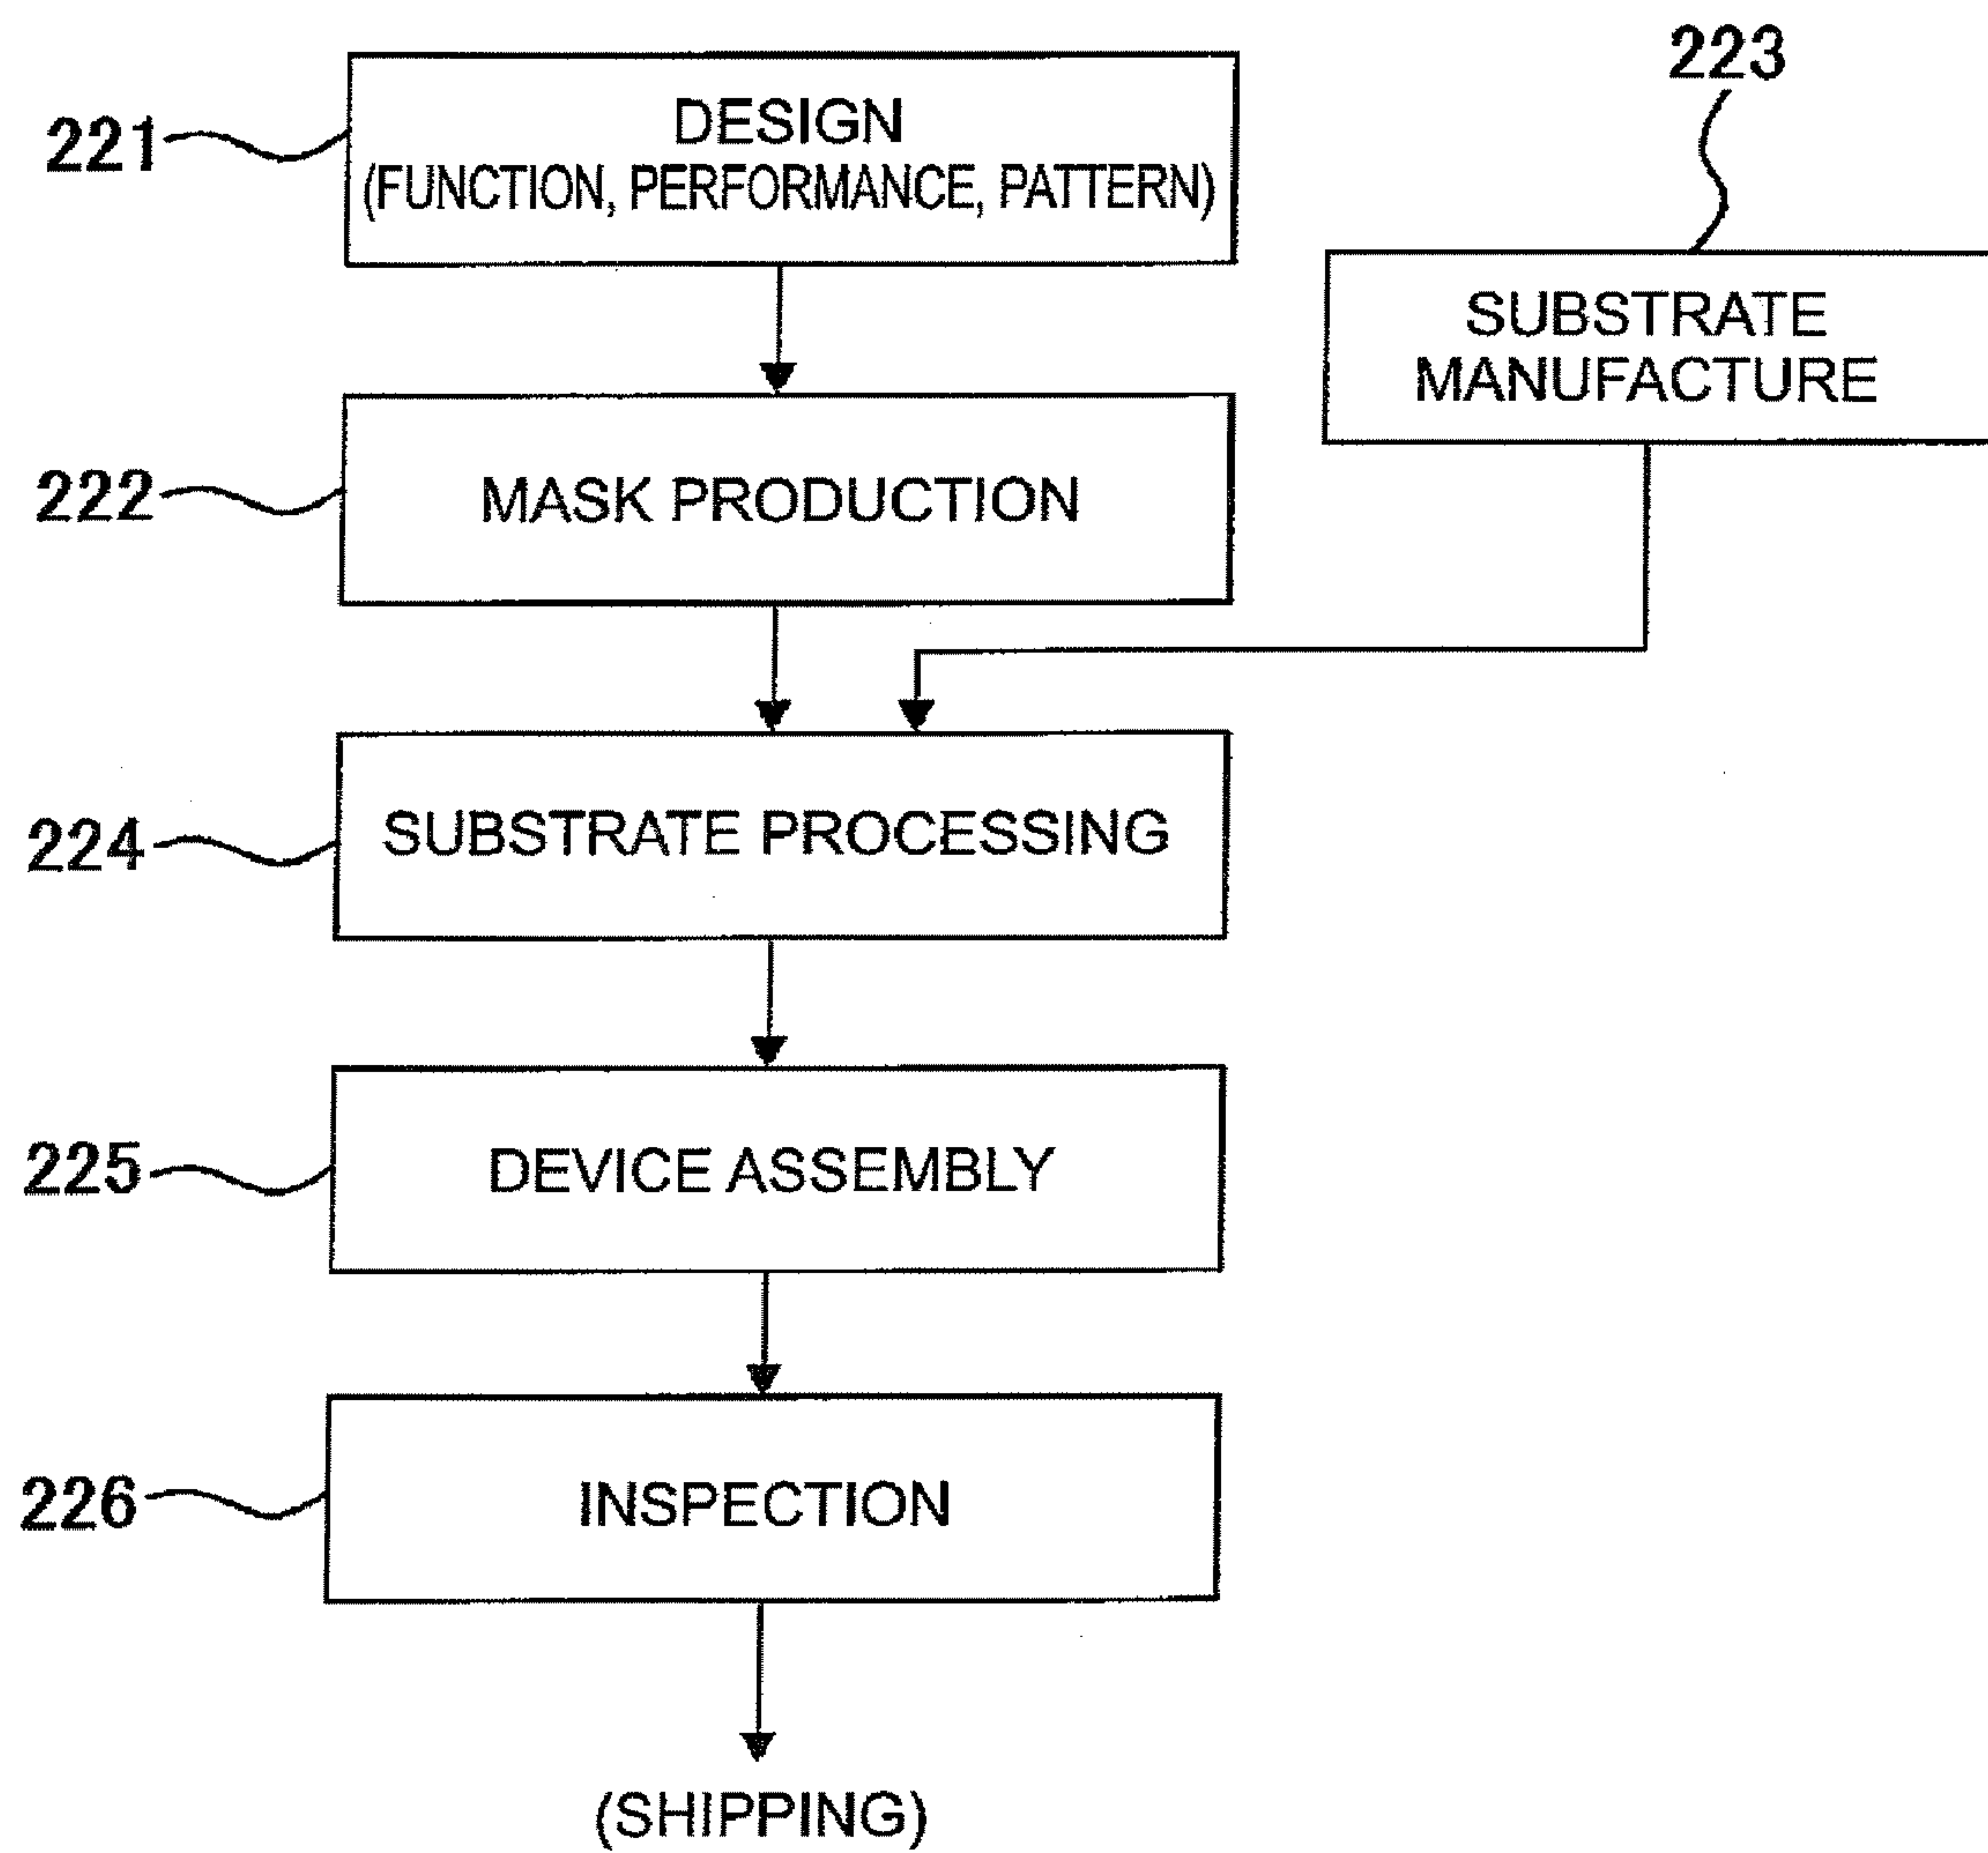 221
DESIGN
(FUNCTION, PERFORMANCE, PATTERN)
223
SUBSTRATE
MANUFACTURE
222
MASK PRODUCTION
224
SUBSTRATE PROCESSING
225
DEVICE ASSEMBLY
226
INSPECTION
(SHIPPING)